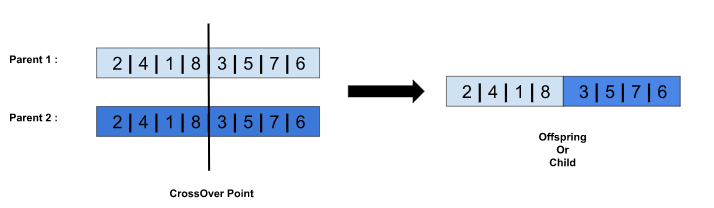 Parent 1 :
2 | 4 | 1 | 8 | 3 | 5 | 7 | 6
Parent 2 :
2 | 4 | 1 | 8 | 3 | 5 | 7 | 6
CrossOver Point
2 | 4 | 1 | 8 3 | 5 | 7 | 6
Offspring
Or
Child